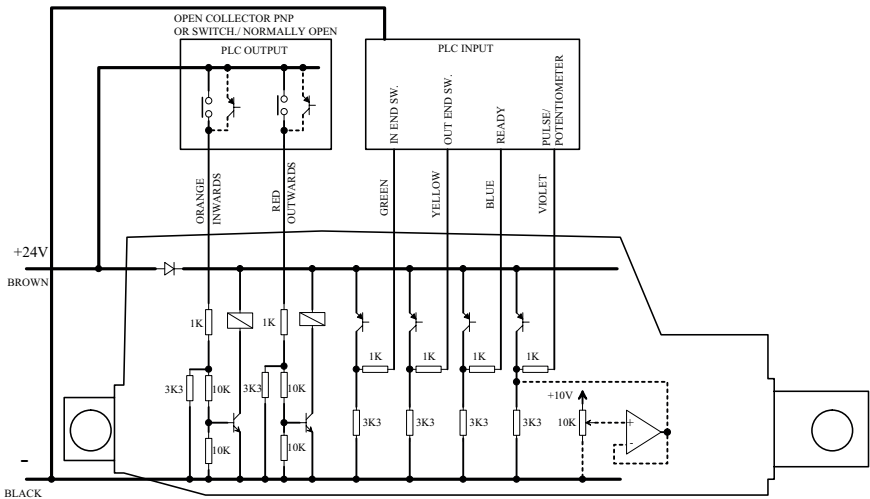 OPEN COLLECTOR PNP
OR SWITCH./ NORMALLY OPEN
PLC OUTPUT
PLC INPUT
IN END SW.
OUT END SW.
READY
PULSE/
POTENTIOMETER
ORANGE
INWARDS
RED
OUTWARDS
GREEN
YELLOW
BLUE
VIOLET
+24V
BROWN
1K
1K
1K
1K
1K
1K
3K3
10K
3K3
10K
3K3
3K3
3K3
3K3
+10V
10K
+
-
10K
10K
-
BLACK